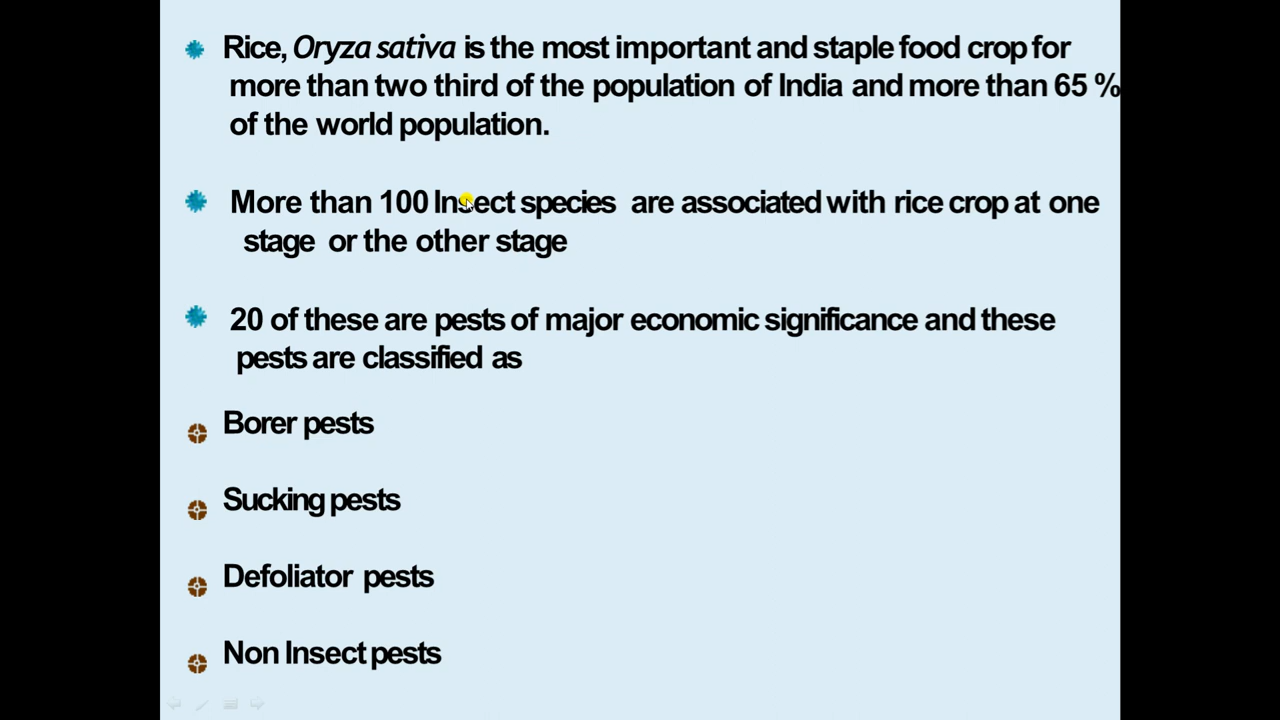 Rice, Oryza sativa is the most important and staple food crop for
more than two third of the population of India and more than 65 %
of the world population.
More than 100 Insect species are associated with rice crop at one
stage or the other stage
20 of these are pests of major economic significance and these
pests are classified as
Borer pests
Sucking pests
Defoliator pests
Non Insect pests